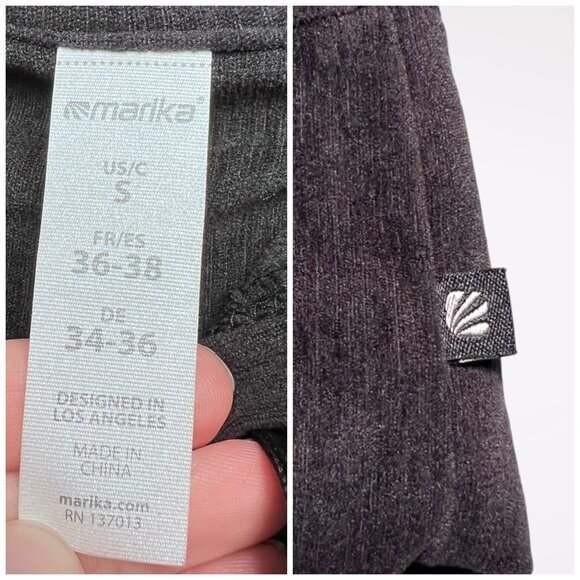 marika®
US/C
S
FR/ES
36-38
DE
34-36
DESIGNED IN
LOS ANGELES
MADE IN
CHINA
marika.com
RN 137013